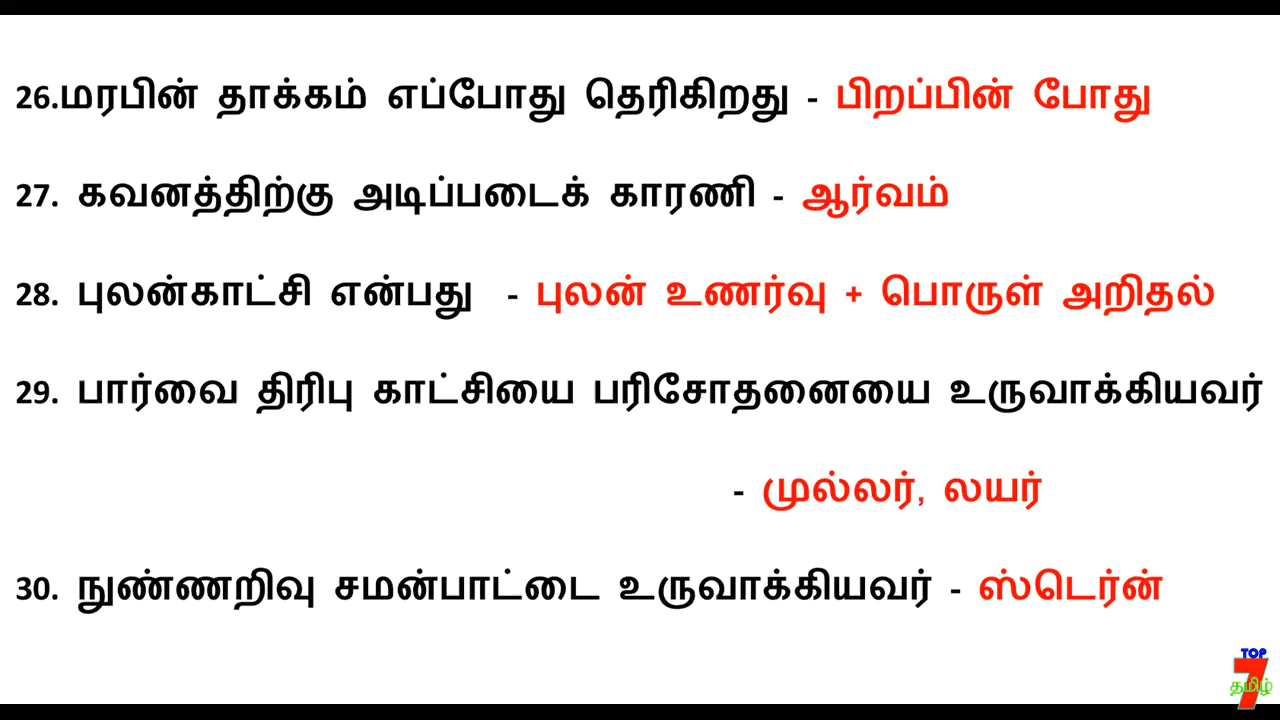 26.மரபின் தாக்கம் எப்போது தெரிகிறது - பிறப்பின் போது
27. கவனத்திற்கு அடிப்படைக் காரணி - ஆர்வம்
28. புலன்காட்சி என்பது - புலன் உணர்வு + பொருள் அறிதல்
29. பார்வை திரிபு காட்சியை பரிசோதனையை உருவாக்கியவர்
- முல்லர், லயர்
30. நுண்ணறிவு சமன்பாட்டை உருவாக்கியவர் - ஸ்டெர்ன்
TOP
7
தமிழ்